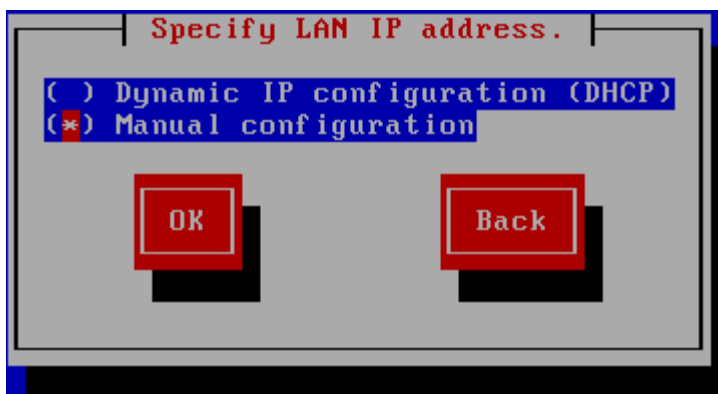 Specify LAN IP address.
( ) Dynamic IP configuration (DHCP)
(*) Manual configuration
OK
Back